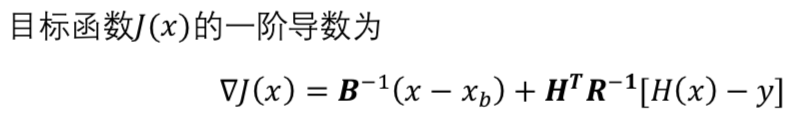 目标函数J(x)的一阶导数为
∇J(x) = B⁻¹(x − x_b) + HᵀR⁻¹[H(x) − y]